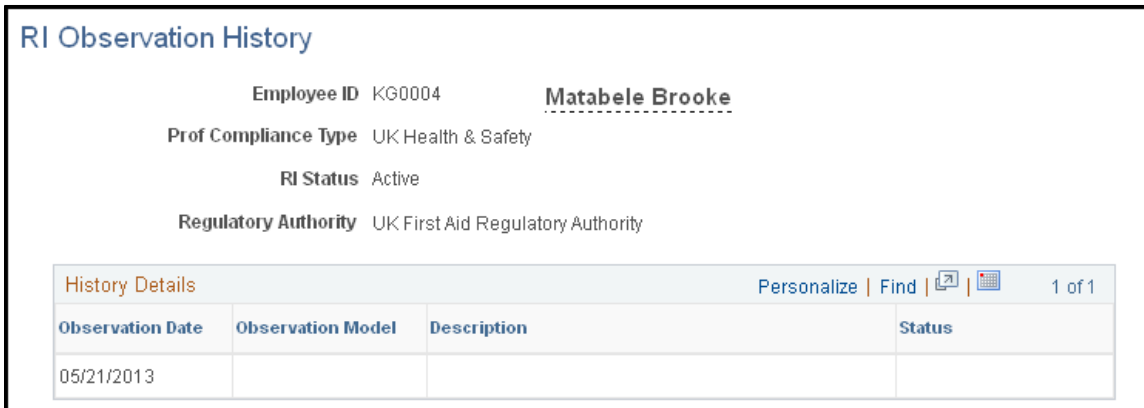 RI Observation History
Employee ID KG0004 Matabele Brooke
Prof Compliance Type UK Health & Safety
RI Status Active
Regulatory Authority UK First Aid Regulatory Authority
History Details Personalize | Find | | 1 of 1
Observation Date Observation Model Description Status
05/21/2013